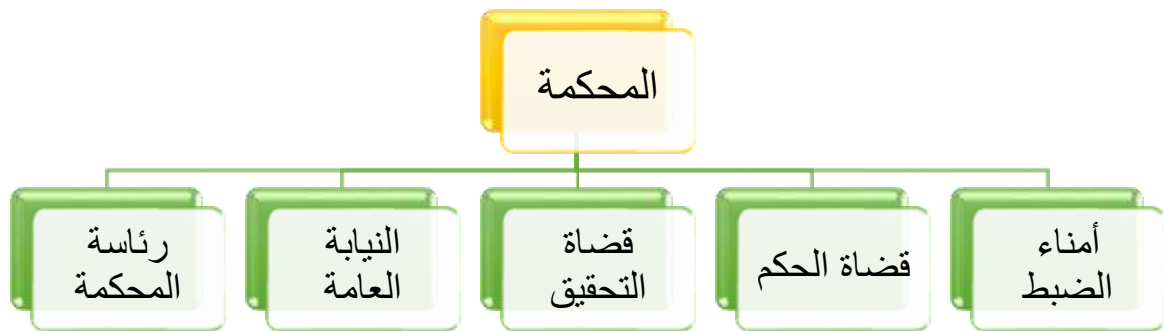 المحكمة
أمناء
الضبط
قضاة الحكم
قضاة
التحقيق
النيابة
العامة
رئاسة
المحكمة